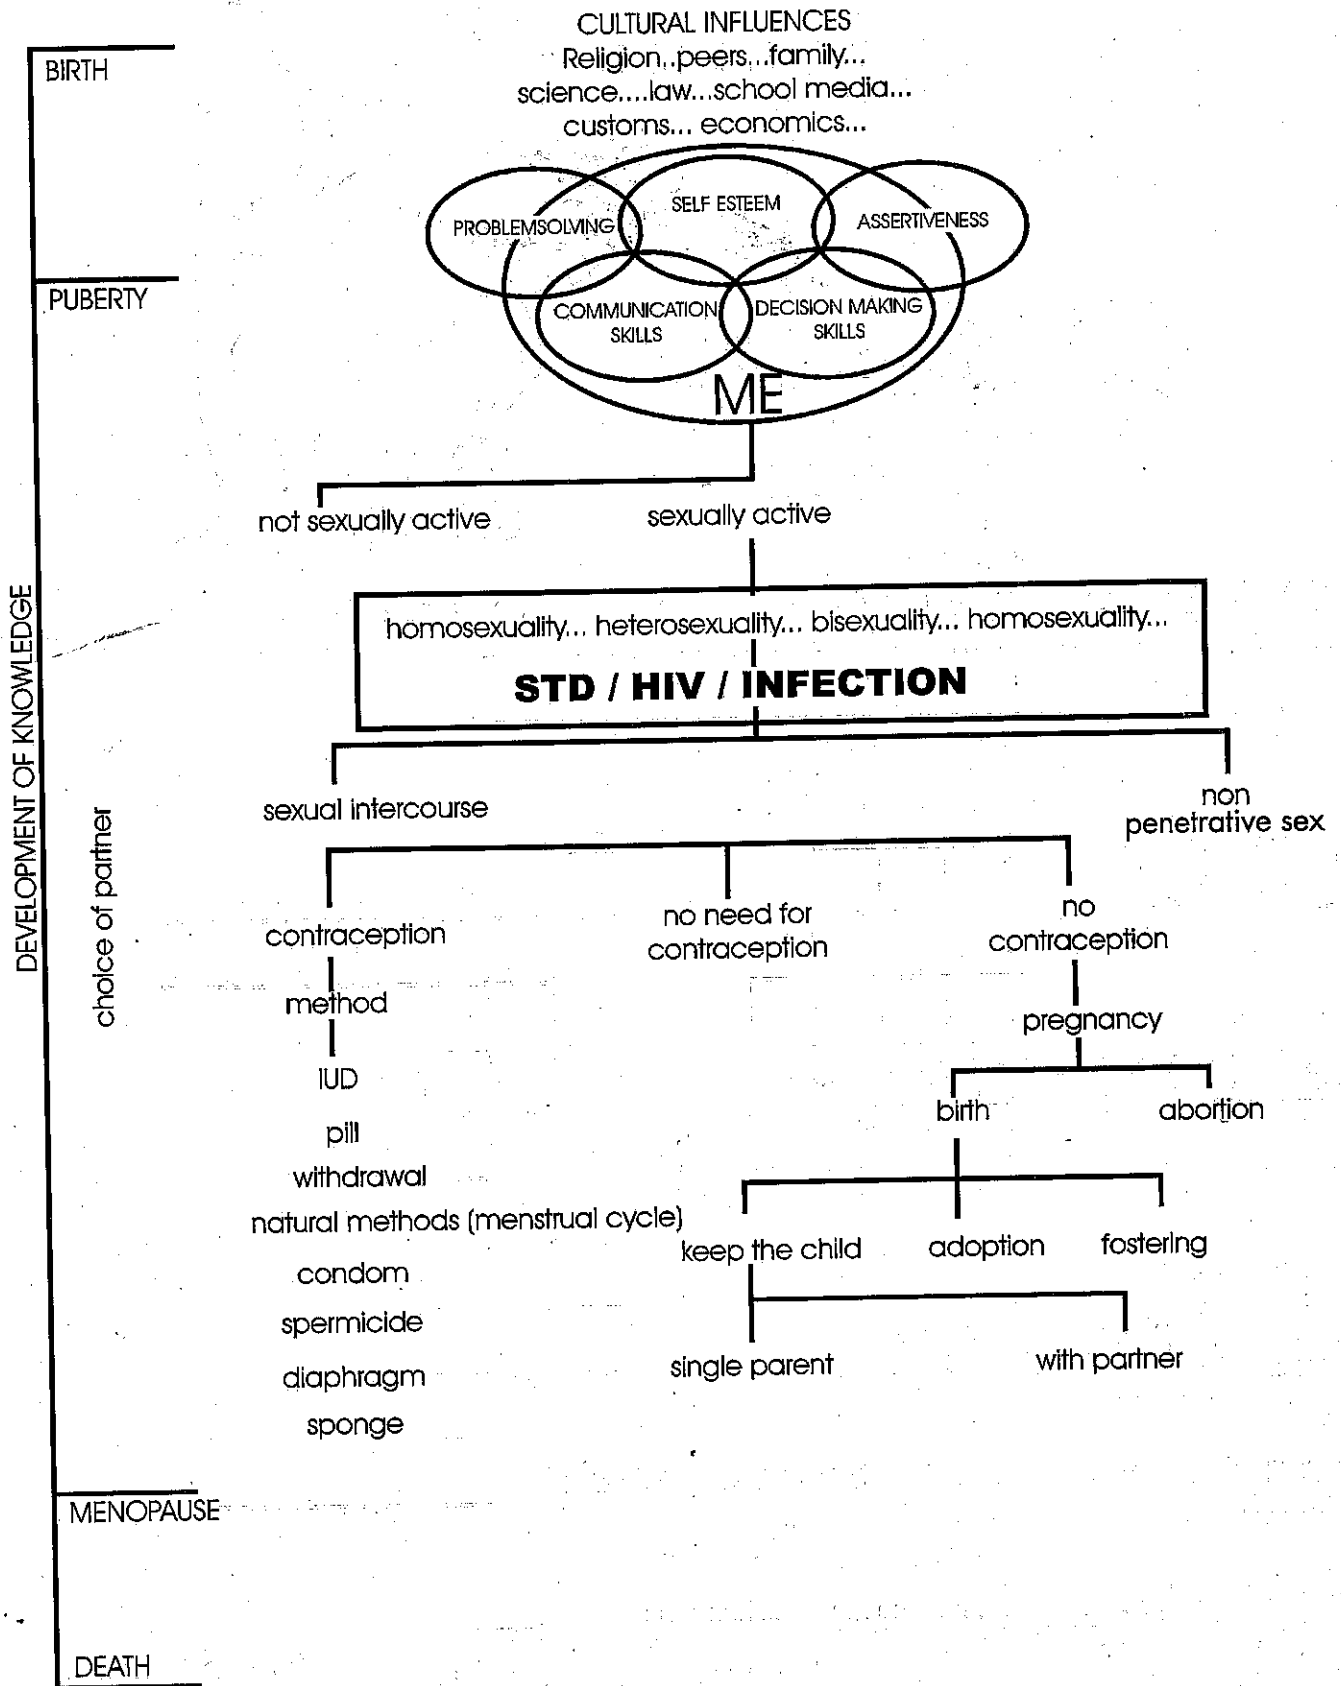 CULTURAL INFLUENCES
Religion..peers...family...
science....law...school media...
customs... economics...
BIRTH
PROBLEMSOLVING
SELF ESTEEM
ASSERTIVENESS
PUBERTY
COMMUNICATION
SKILLS
DECISION MAKING
SKILLS
ME
not sexually active
sexually active
homosexuality... heterosexuality... bisexuality... homosexuality...
STD / HIV / INFECTION
DEVELOPMENT OF KNOWLEDGE
choice of partner
sexual intercourse
non
penetrative sex
contraception
no need for
contraception
no
contraception
method
pregnancy
IUD
birth
abortion
pill
withdrawal
natural methods (menstrual cycle)
keep the child
adoption
fostering
condom
spermicide
single parent
with partner
diaphragm
sponge
MENOPAUSE
DEATH